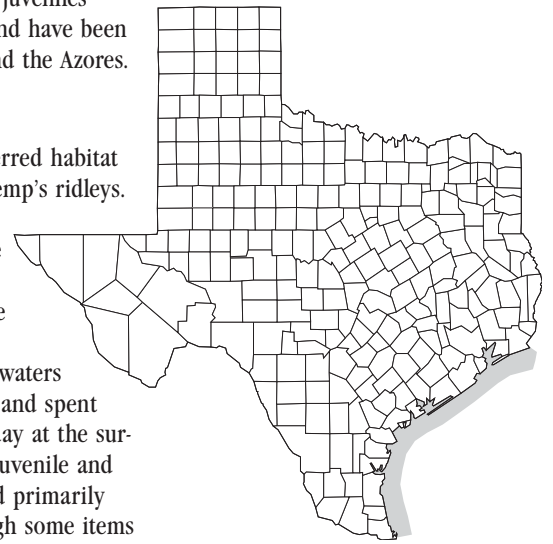 juveniles
nd have been
nd the Azores.
rred habitat
emp's ridleys.
e
e
waters
and spent
lay at the sur-
uvenile and
d primarily
gh some items